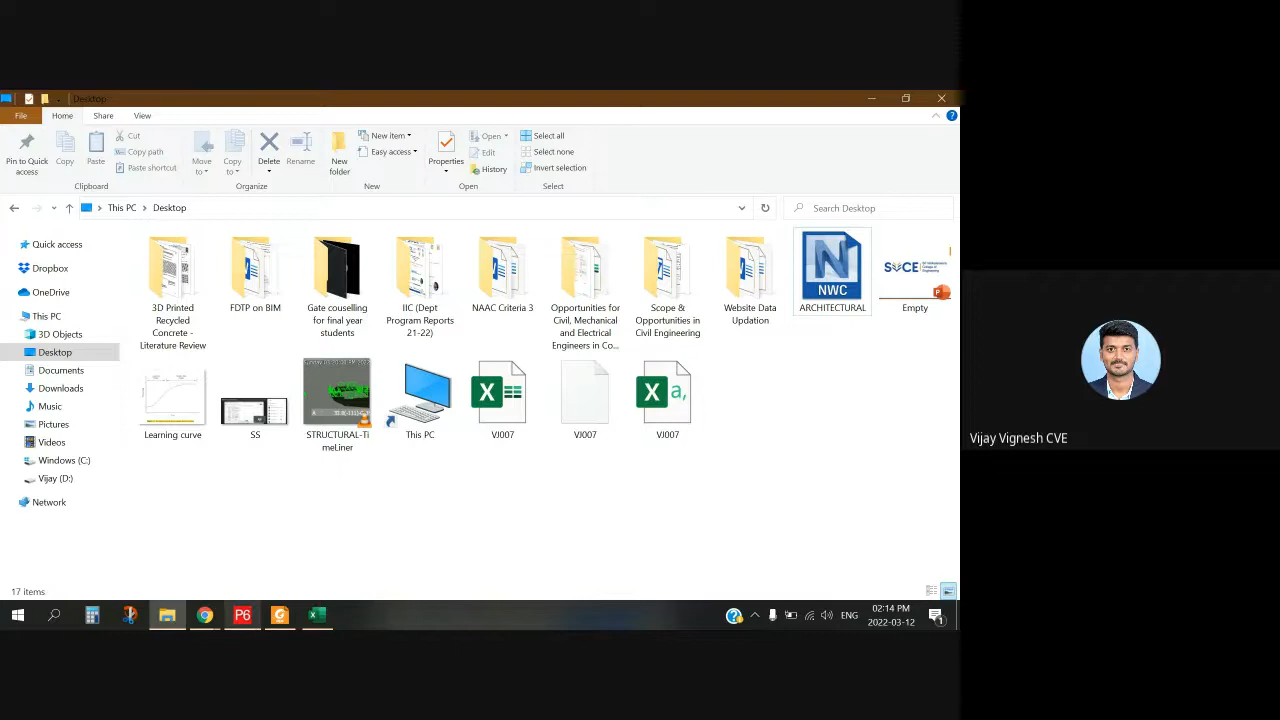 Desktop
File Home Share View
Pin to Quick
access
Copy
Paste
Cut
Copy path
Paste shortcut
Clipboard
Move
to
Copy
to
Delete
Rename
Organize
New
folder
New item
Easy access
New
Properties
Open
Edit
History
Open
Select all
Select none
Invert selection
Select
This PC > Desktop
Search Desktop
Quick access
Dropbox
OneDrive
This PC
3D Objects
Desktop
Documents
Downloads
Music
Pictures
Videos
Windows (C:)
Vijay (D:)
Network
3D Printed
Recycled
Concrete -
Literature Review
FDTP on BIM
Gate couselling
for final year
students
IIC (Dept
Program Reports
21-22)
NAAC Criteria 3
Opportunities for
Civil, Mechanical
and Electrical
Engineers in Co...
Scope &
Opportunities in
Civil Engineering
Website Data
Updation
NWC
ARCHITECTURAL
Empty
Learning curve
SS
STRUCTURAL-Ti
meLiner
This PC
VJ007
VJ007
VJ007
17 items
P6
ENG
02:14 PM
2022-03-12
Vijay Vignesh CVE